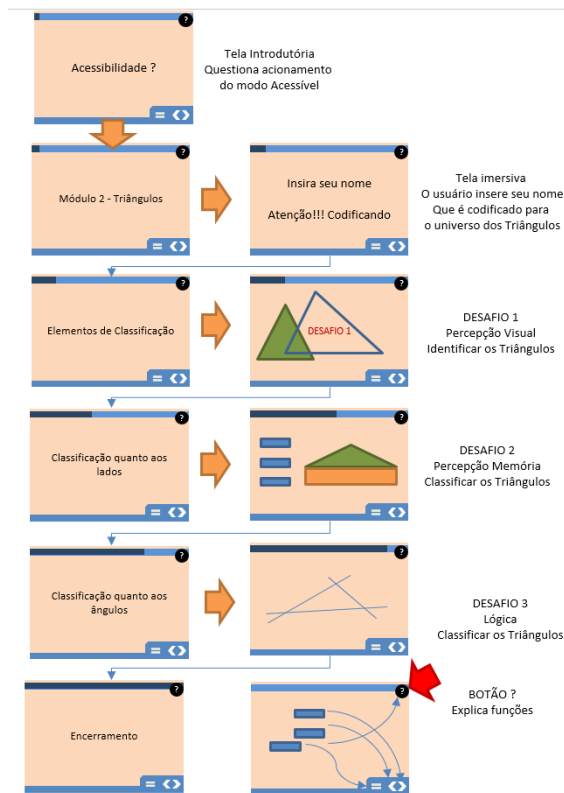 ?
Acessibilidade ?
Tela Introdutória
Questiona acionamento
do modo Acessível
?
Módulo 2 - Triângulos
?
Insira seu nome
Atenção!!! Codificando
Tela imersiva
O usuário insere seu nome
Que é codificado para
o universo dos Triângulos
?
Elementos de Classificação
?
DESAFIO 1
DESAFIO 1
Percepção Visual
Identificar os Triângulos
?
Classificação quanto aos
lados
?
DESAFIO 2
Percepção Memória
Classificar os Triângulos
?
Classificação quanto aos
ângulos
?
DESAFIO 3
Lógica
Classificar os Triângulos
?
Encerramento
?
BOTÃO ?
Explica funções